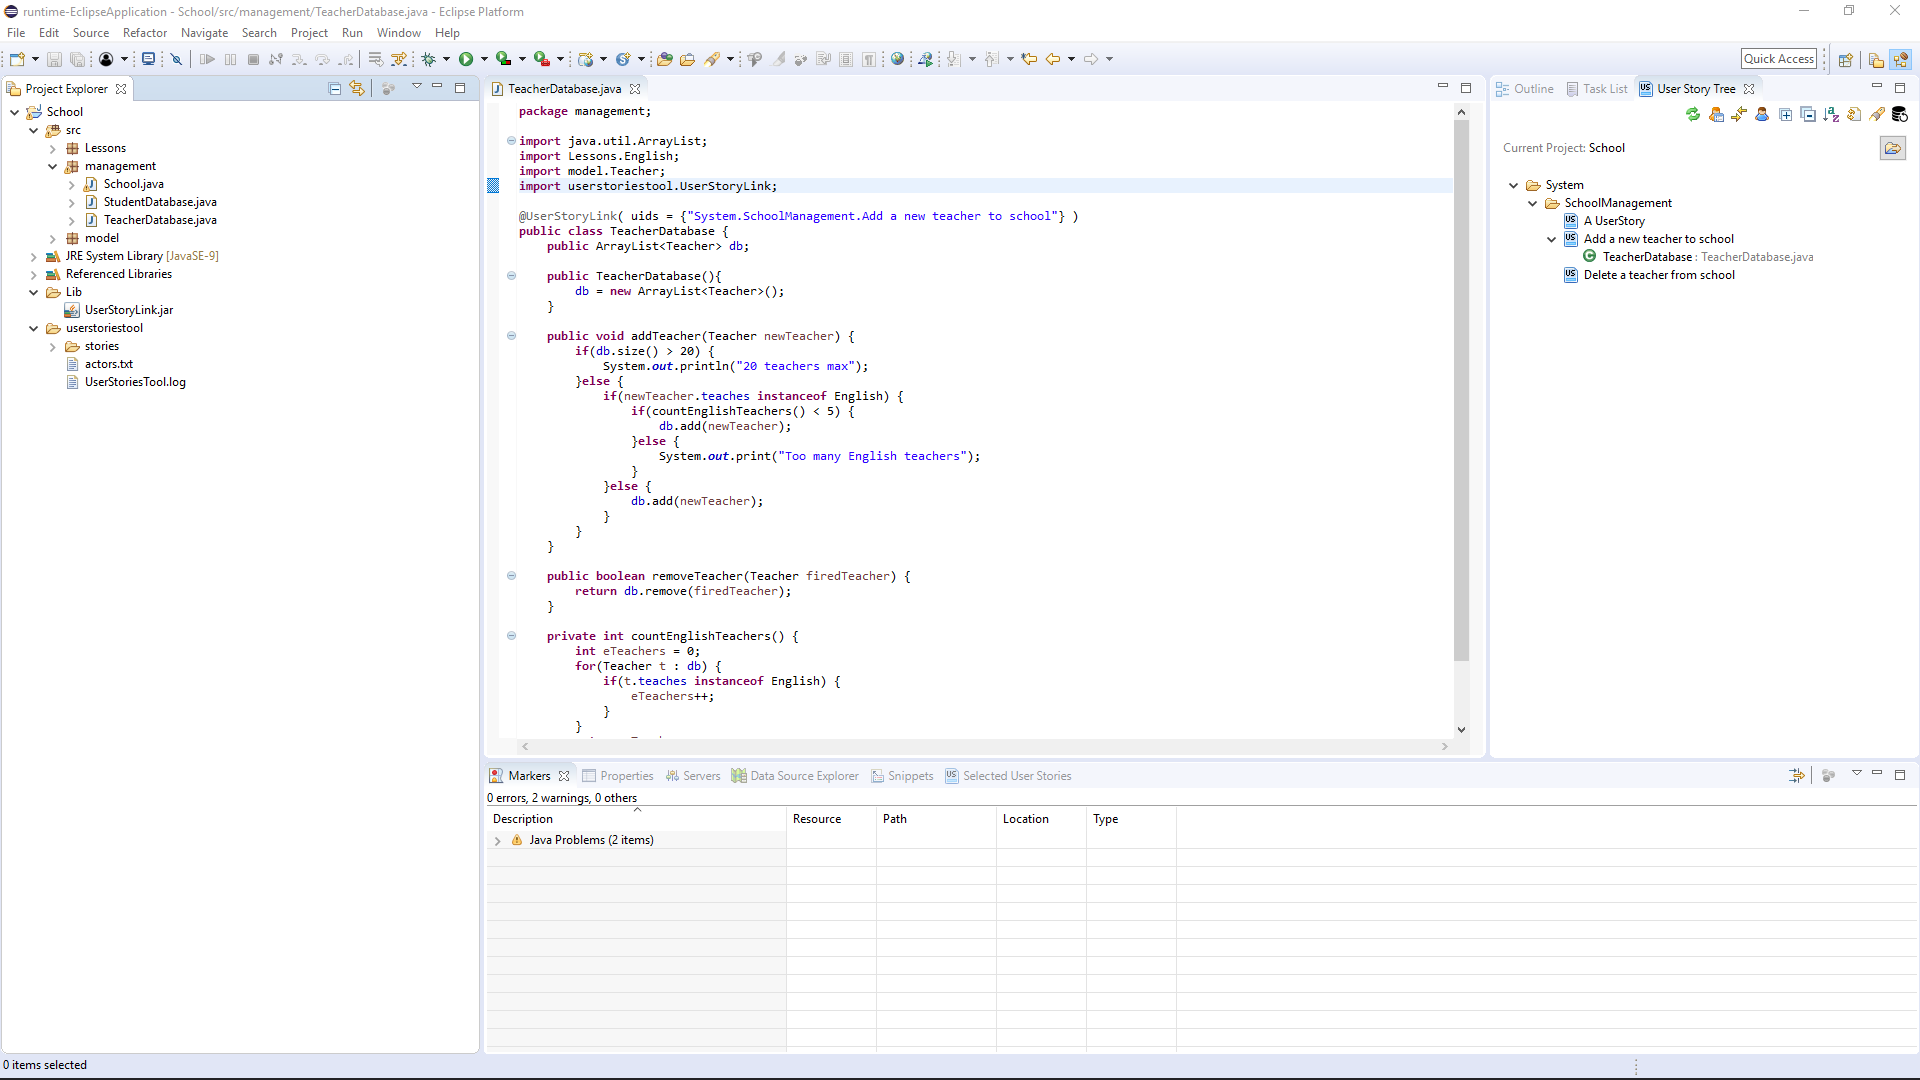 runtime-EclipseApplication - School/src/management/TeacherDatabase.java - Eclipse Platform
File Edit Source Refactor Navigate Search Project Run Window Help
Quick Access
Project Explorer
School
src
Lessons
management
School.java
StudentDatabase.java
TeacherDatabase.java
model
JRE System Library [JavaSE-9]
Referenced Libraries
Lib
UserStoryLink.jar
userstoriestool
stories
actors.txt
UserStoriesTool.log
TeacherDatabase.java
package management;
import java.util.ArrayList;
import Lessons.English;
import model.Teacher;
import userstoriestool.UserStoryLink;
@UserStoryLink( uids = {"System.SchoolManagement.Add a new teacher to school"} )
public class TeacherDatabase {
public ArrayList<Teacher> db;
public TeacherDatabase(){
db = new ArrayList<Teacher>();
}
public void addTeacher(Teacher newTeacher) {
if(db.size() > 20) {
System.out.println("20 teachers max");
}else {
if(newTeacher.teaches instanceof English) {
if(countEnglishTeachers() < 5) {
db.add(newTeacher);
}else {
System.out.print("Too many English teachers");
}
}else {
db.add(newTeacher);
}
}
}
public boolean removeTeacher(Teacher firedTeacher) {
return db.remove(firedTeacher);
}
private int countEnglishTeachers() {
int eTeachers = 0;
for(Teacher t : db) {
if(t.teaches instanceof English) {
eTeachers++;
}
}
Outline Task List User Story Tree
Current Project: School
System
SchoolManagement
A UserStory
Add a new teacher to school
TeacherDatabase : TeacherDatabase.java
Delete a teacher from school
Markers Properties Servers Data Source Explorer Snippets Selected User Stories
0 errors, 2 warnings, 0 others
Description Resource Path Location Type
Java Problems (2 items)
0 items selected